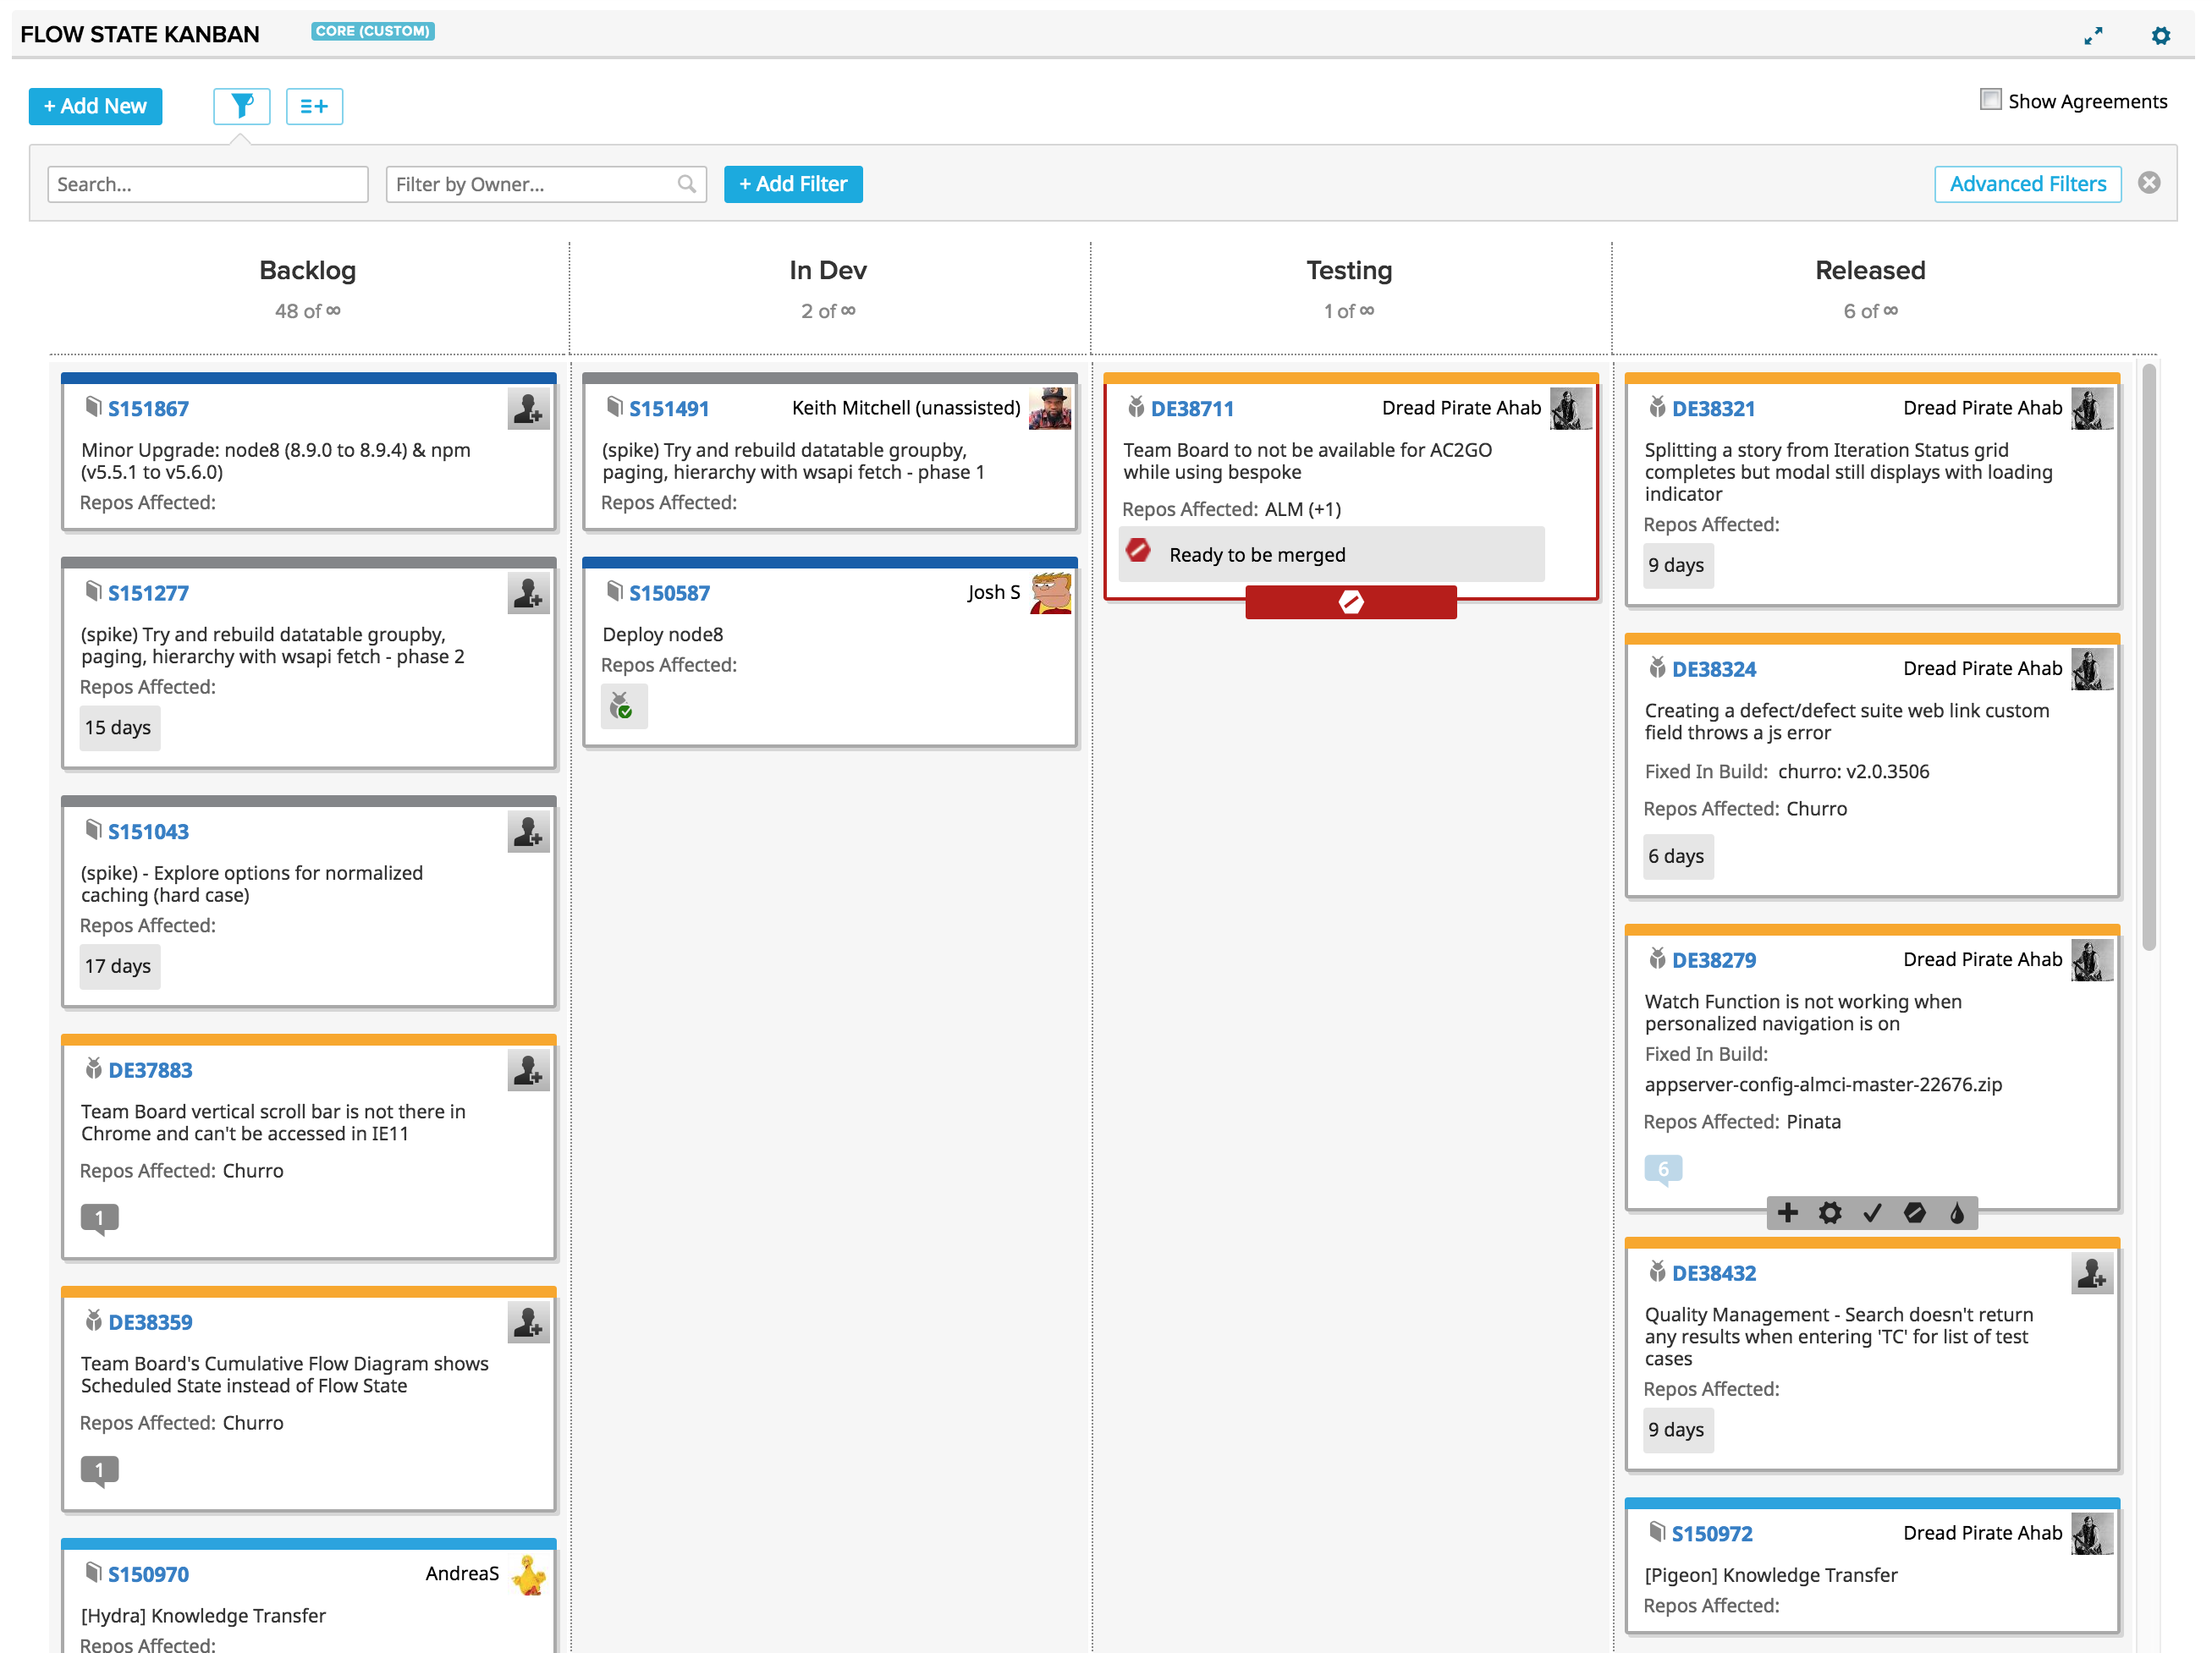 FLOW STATE KANBAN
CORE (CUSTOM)
+ Add New
Show Agreements
Search...
Filter by Owner...
+ Add Filter
Advanced Filters
Backlog
48 of ∞
In Dev
2 of ∞
Testing
1 of ∞
Released
6 of ∞
S151867
Minor Upgrade: node8 (8.9.0 to 8.9.4) & npm
(v5.5.1 to v5.6.0)
Repos Affected:
S151277
(spike) Try and rebuild datatable groupby,
paging, hierarchy with wsapi fetch - phase 2
Repos Affected:
15 days
S151043
(spike) - Explore options for normalized
caching (hard case)
Repos Affected:
17 days
DE37883
Team Board vertical scroll bar is not there in
Chrome and can't be accessed in IE11
Repos Affected: Churro
1
DE38359
Team Board's Cumulative Flow Diagram shows
Scheduled State instead of Flow State
Repos Affected: Churro
1
S150970
AndreaS
[Hydra] Knowledge Transfer
Repos Affected:
S151491
Keith Mitchell (unassisted)
(spike) Try and rebuild datatable groupby,
paging, hierarchy with wsapi fetch - phase 1
Repos Affected:
S150587
Josh S
Deploy node8
Repos Affected:
DE38711
Dread Pirate Ahab
Team Board to not be available for AC2GO
while using bespoke
Repos Affected: ALM (+1)
Ready to be merged
DE38321
Dread Pirate Ahab
Splitting a story from Iteration Status grid
completes but modal still displays with loading
indicator
Repos Affected:
9 days
DE38324
Dread Pirate Ahab
Creating a defect/defect suite web link custom
field throws a js error
Fixed In Build: churro: v2.0.3506
Repos Affected: Churro
6 days
DE38279
Dread Pirate Ahab
Watch Function is not working when
personalized navigation is on
Fixed In Build:
appserver-config-almci-master-22676.zip
Repos Affected: Pinata
6
DE38432
Quality Management - Search doesn't return
any results when entering 'TC' for list of test
cases
Repos Affected:
9 days
S150972
Dread Pirate Ahab
[Pigeon] Knowledge Transfer
Repos Affected: